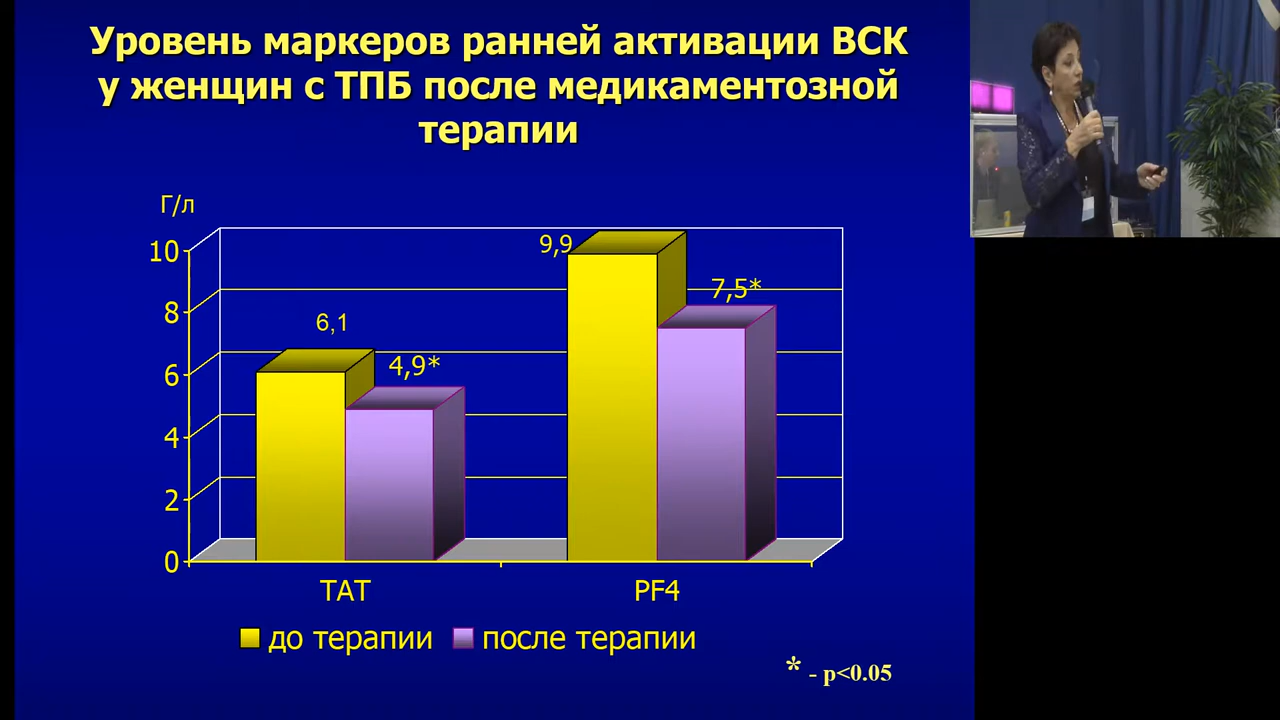 Уровень маркеров ранней активации ВСК
у женщин с ТПБ после медикаментозной
терапии
Г/л
10
8
6
4
2
0
6,1
4,9*
9,9
7,5*
ТАТ
PF4
до терапии
после терапии
* - p<0.05